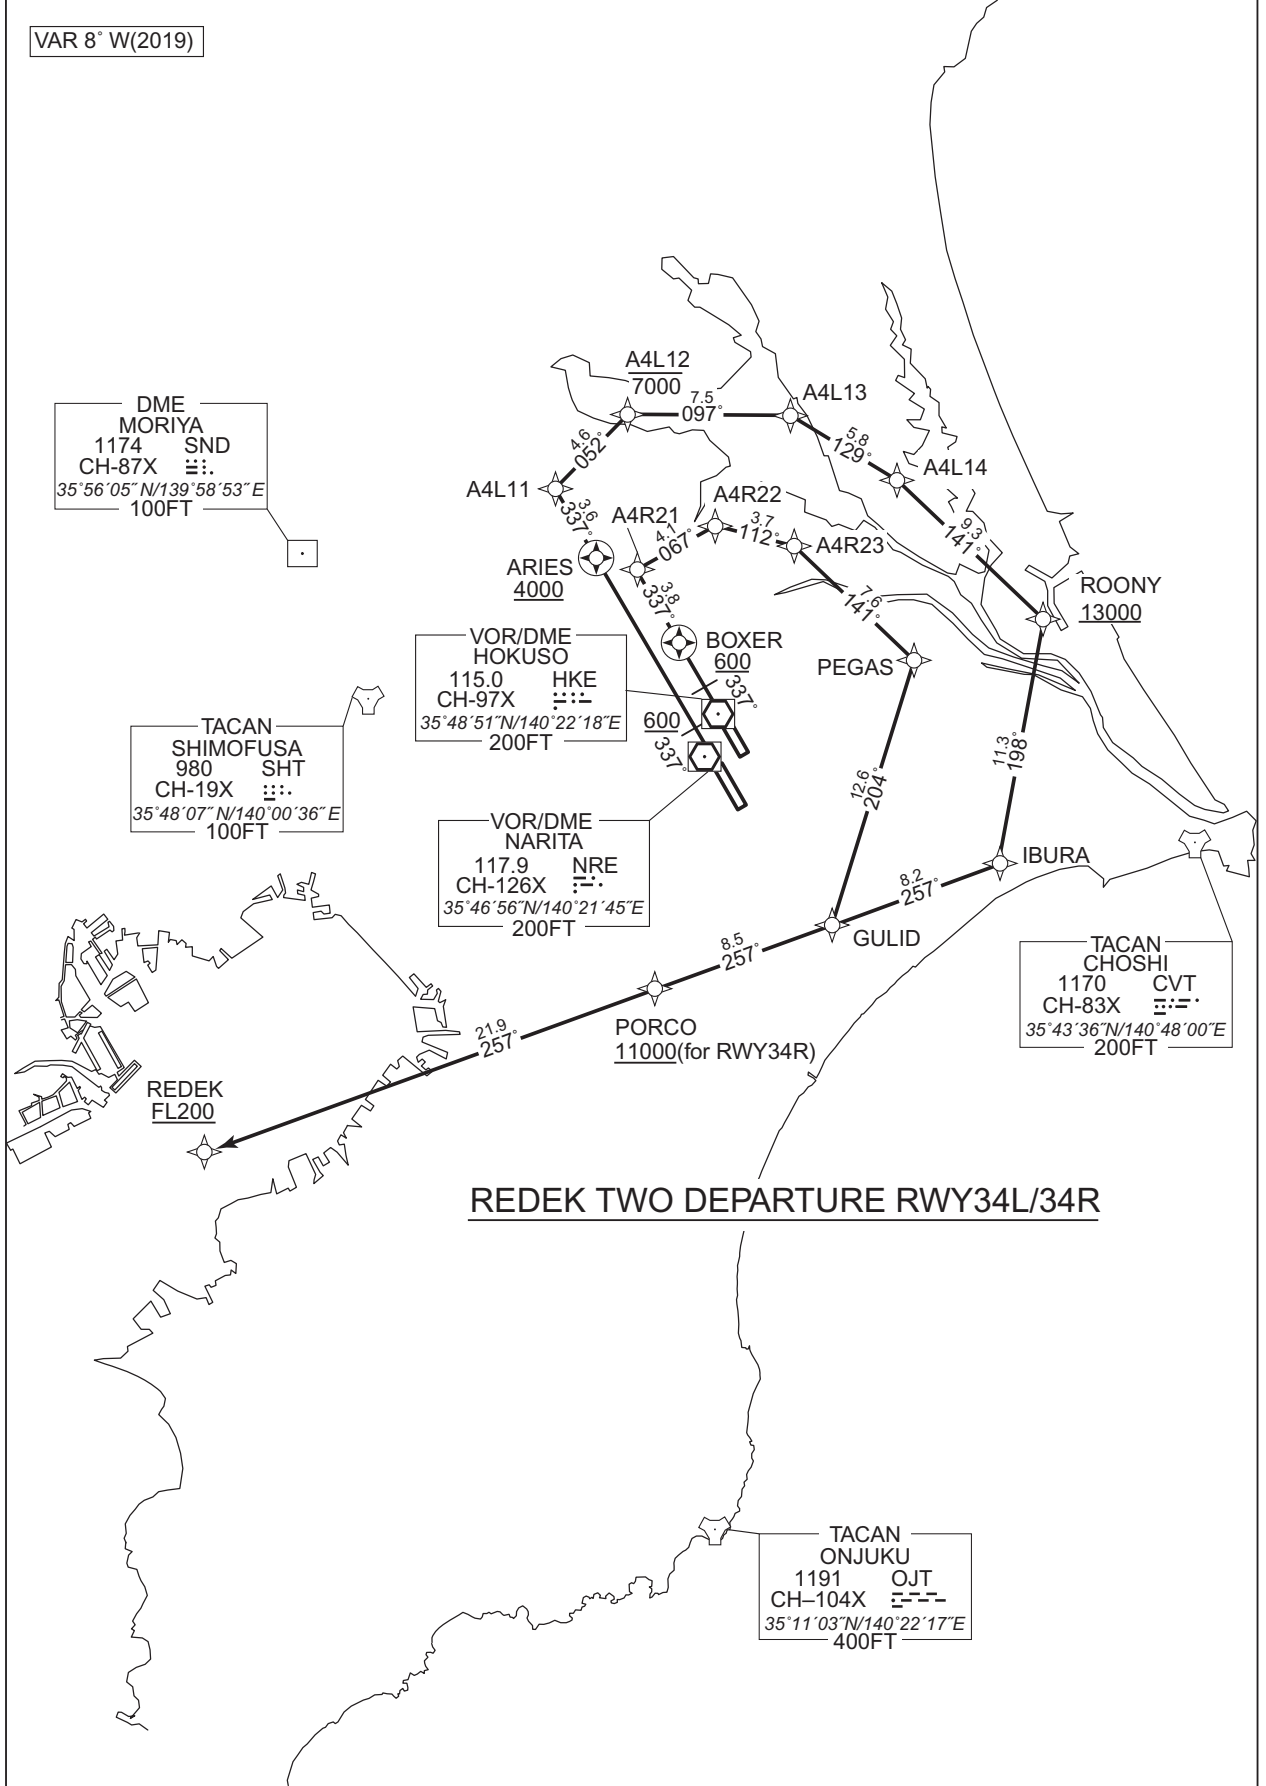 VAR 8° W(2019)
A4L12
7000
7.5
097°
A4L13
5.8
129°
A4L14
4.6
052°
A4L11
3.6
337°
9.3
141°
DME
MORIYA
1174 SND
CH-87X
35°56´05˝N/139°58´53˝E
100FT
A4R22
A4R21
4.1
067°
3.7
112°
A4R23
ARIES
4000
3.8
337°
7.6
141°
ROONY
13000
VOR/DME
HOKUSO
115.0 HKE
CH-97X
35°48´51˝N/140°22´18˝E
200FT
BOXER
600
337°
PEGAS
600
337°
TACAN
SHIMOFUSA
980 SHT
CH-19X
35°48´07˝N/140°00´36˝E
100FT
11.3
198°
12.6
204°
VOR/DME
NARITA
117.9 NRE
CH-126X
35°46´56˝N/140°21´45˝E
200FT
IBURA
8.2
257°
GULID
8.5
257°
TACAN
CHOSHI
1170 CVT
CH-83X
35°43´36˝N/140°48´00˝E
200FT
PORCO
11000(for RWY34R)
21.9
257°
REDEK
FL200
REDEK TWO DEPARTURE RWY34L/34R
TACAN
ONJUKU
1191 OJT
CH–104X
35°11´03˝N/140°22´17˝E
400FT